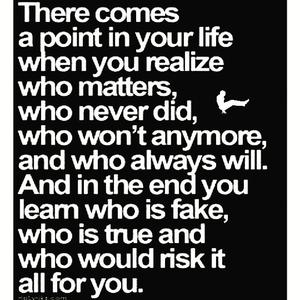 There comes
a point in your life
when you realize
who matters,
who never did,
who won't anymore,
and who always will.
And in the end you
learn who is fake,
who is true and
who would risk it
all for you.